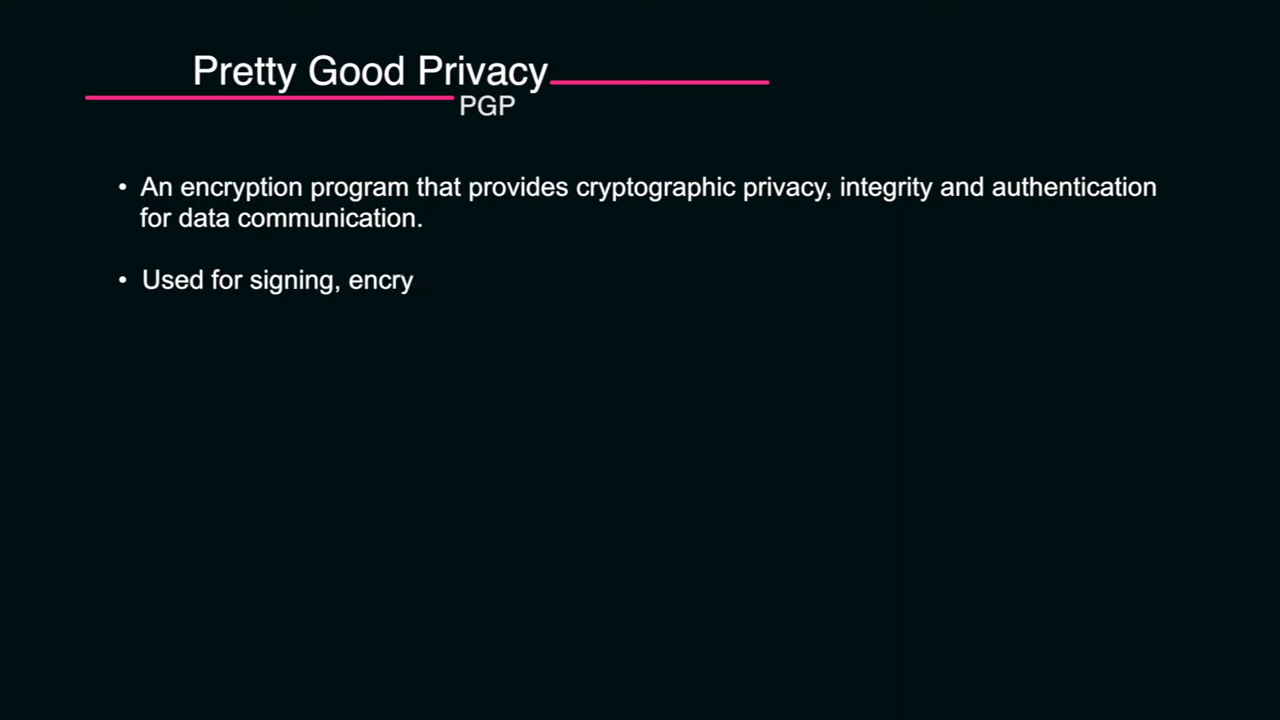 Pretty Good Privacy
PGP
• An encryption program that provides cryptographic privacy, integrity and authentication
for data communication.
• Used for signing, encry